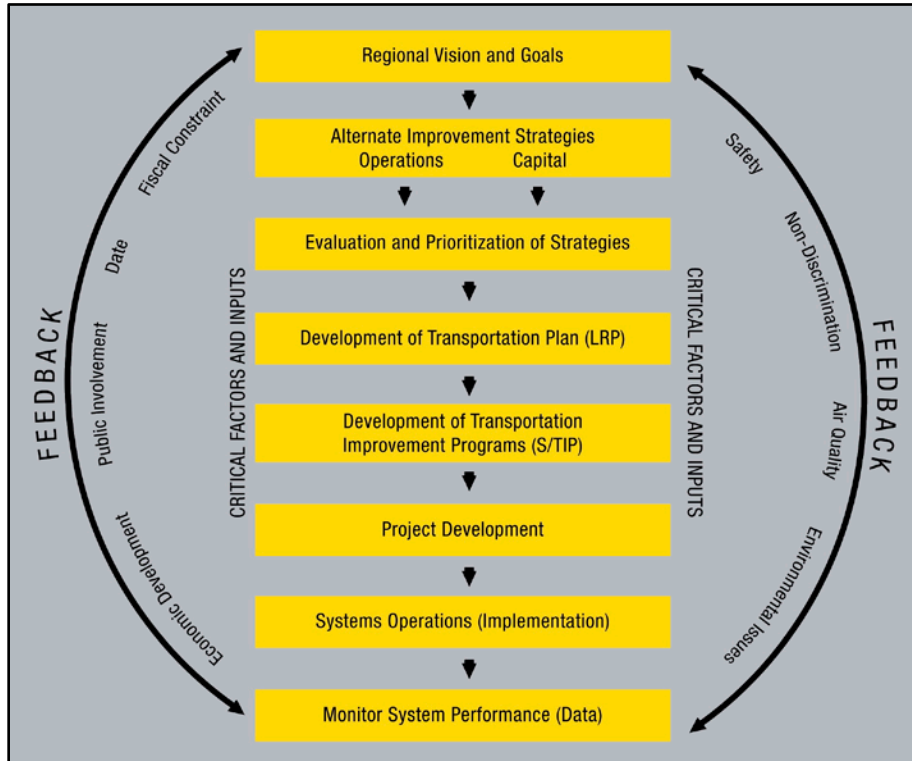 Regional Vision and Goals
Alternate Improvement Strategies
Operations Capital
Evaluation and Prioritization of Strategies
Development of Transportation Plan (LRP)
Development of Transportation
Improvement Programs (S/TIP)
Project Development
Systems Operations (Implementation)
Monitor System Performance (Data)
FEEDBACK
Fiscal Constraint
Date
Public Involvement
Economic Development
CRITICAL FACTORS AND INPUTS
CRITICAL FACTORS AND INPUTS
Safety
Non-Discrimination
Air Quality
Environmental Issues
FEEDBACK